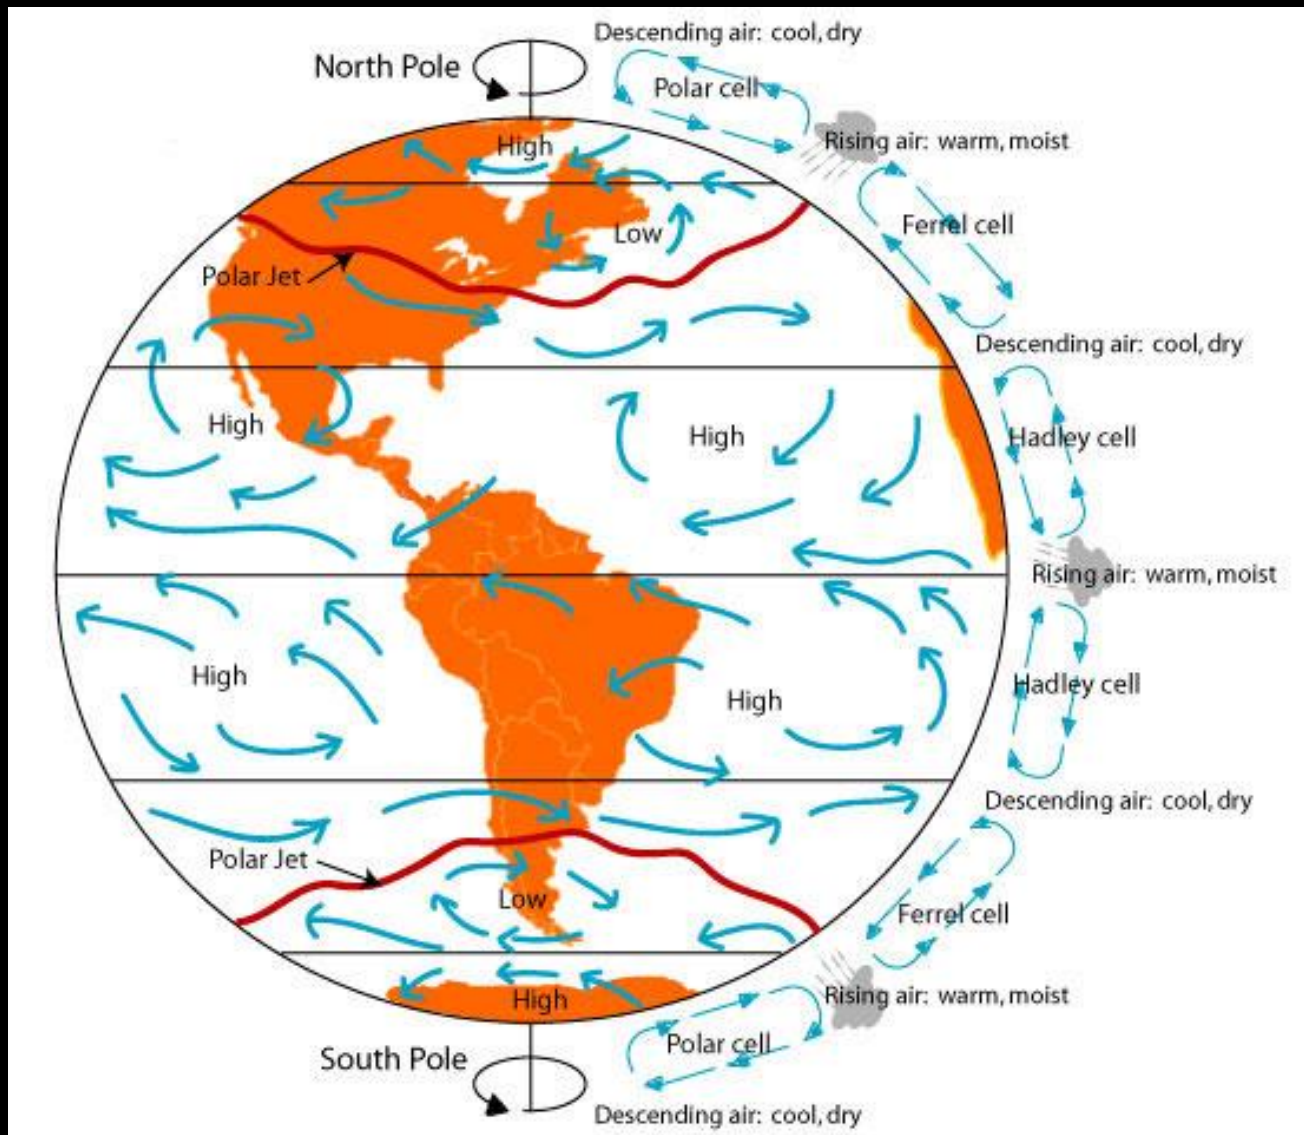 Descending air: cool, dry
North Pole
Polar cell
Rising air: warm, moist
High
Ferrel cell
Low
Polar Jet
Descending air: cool, dry
High
High
Hadley cell
Rising air: warm, moist
High
High
Hadley cell
Descending air: cool, dry
Polar Jet
Low
Ferrel cell
High
Rising air: warm, moist
Polar cell
South Pole
Descending air: cool, dry